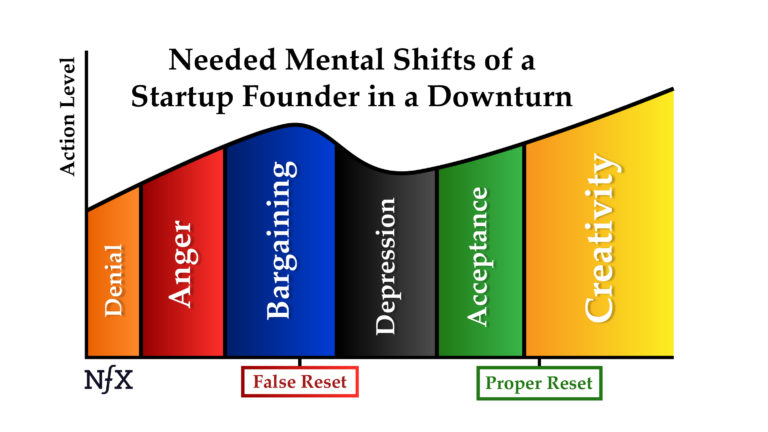 Needed Mental Shifts of a
Startup Founder in a Downturn
Action Level
Denial
Anger
Bargaining
Depression
Acceptance
Creativity
NfX
False Reset
Proper Reset